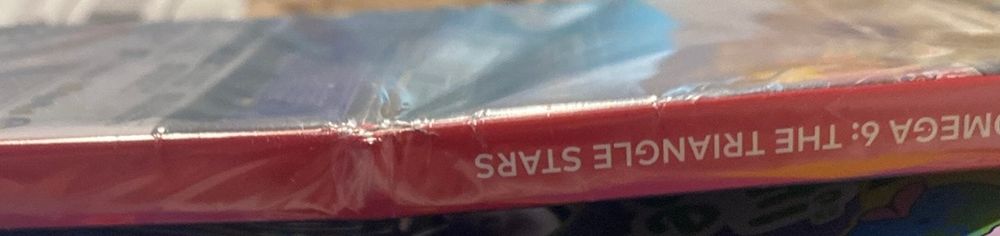 OMEGA 6: THE TRIANGLE STARS